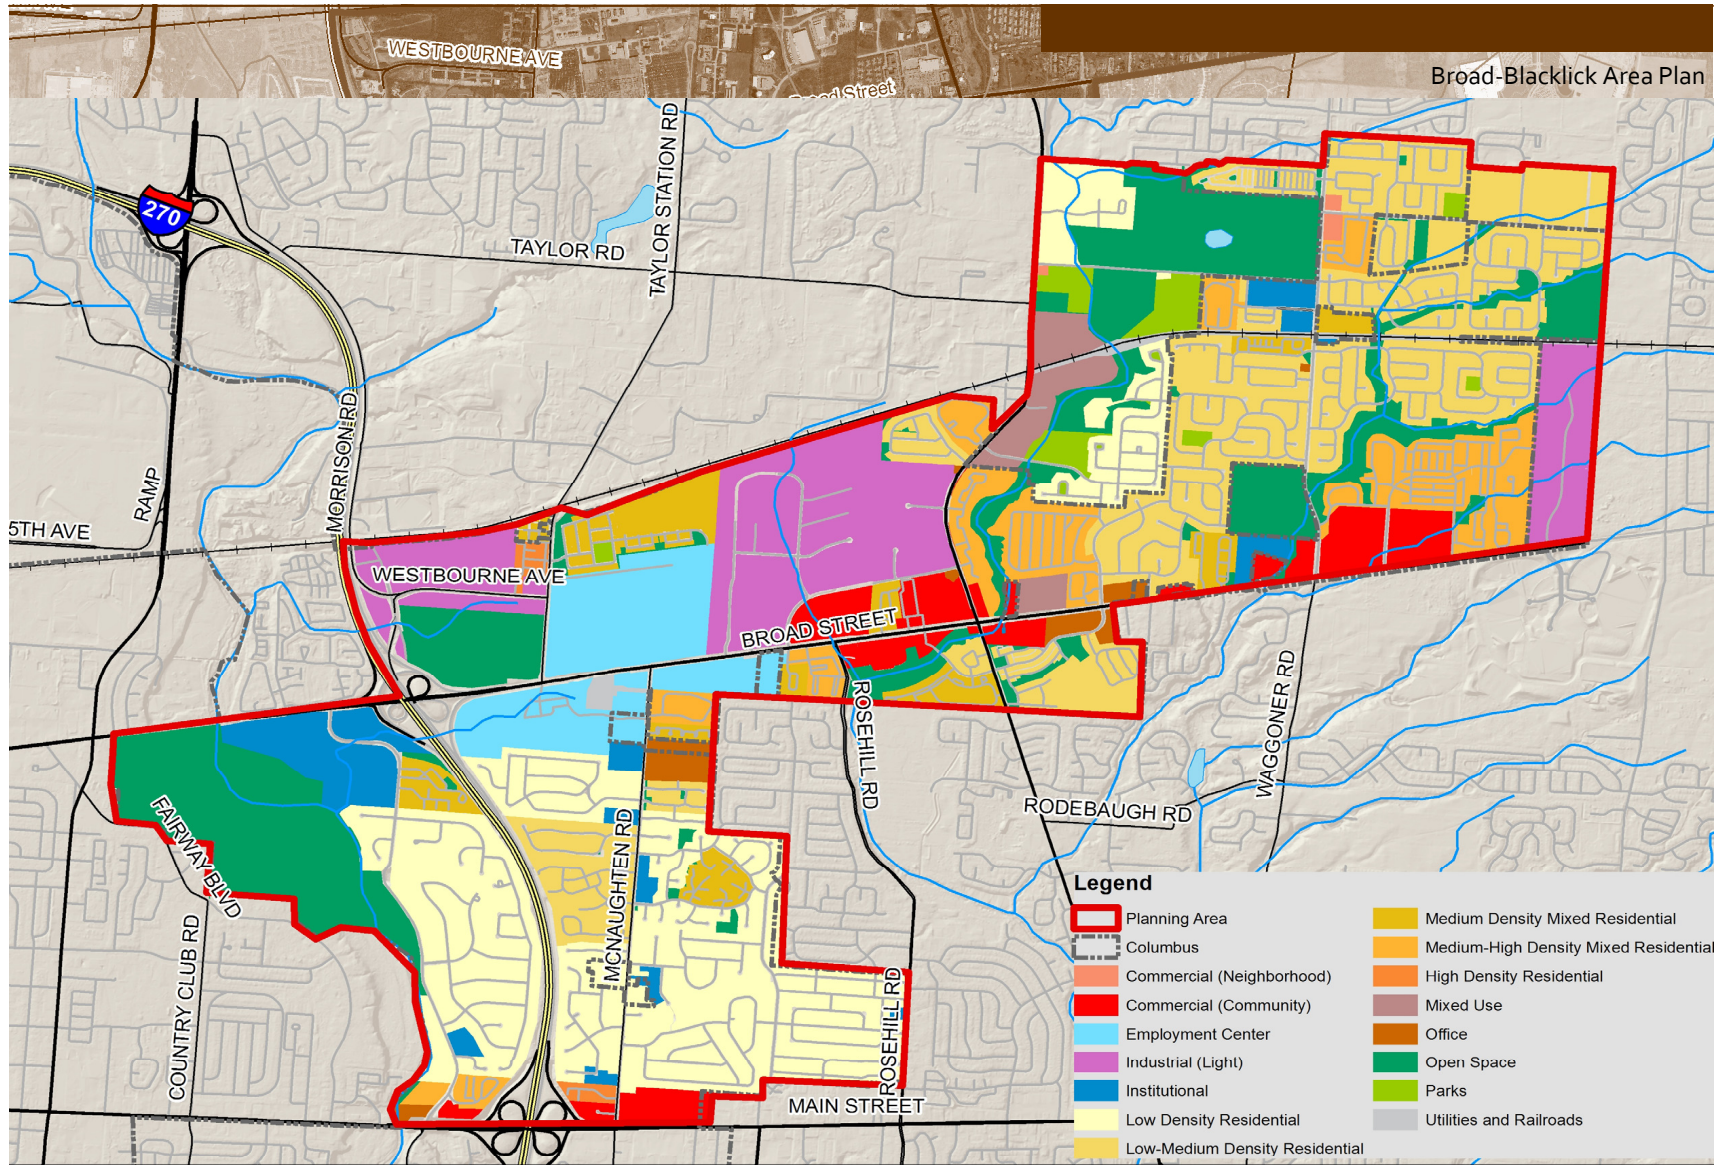 WESTBOURNE AVE
Broad Street
Broad-Blacklick Area Plan
270
TAYLOR RD
TAYLOR STATION RD
MORRISON RD
RAMP
5TH AVE
WESTBOURNE AVE
BROAD STREET
ROSEHILL RD
WAGGONER RD
RODEBAUGH RD
FAIRWAY BLVD
MCNAUGHTEN RD
COUNTRY CLUB RD
ROSEHILL RD
MAIN STREET
Legend
Planning Area
Columbus
Commercial (Neighborhood)
Commercial (Community)
Employment Center
Industrial (Light)
Institutional
Low Density Residential
Low-Medium Density Residential
Medium Density Mixed Residential
Medium-High Density Mixed Residential
High Density Residential
Mixed Use
Office
Open Space
Parks
Utilities and Railroads